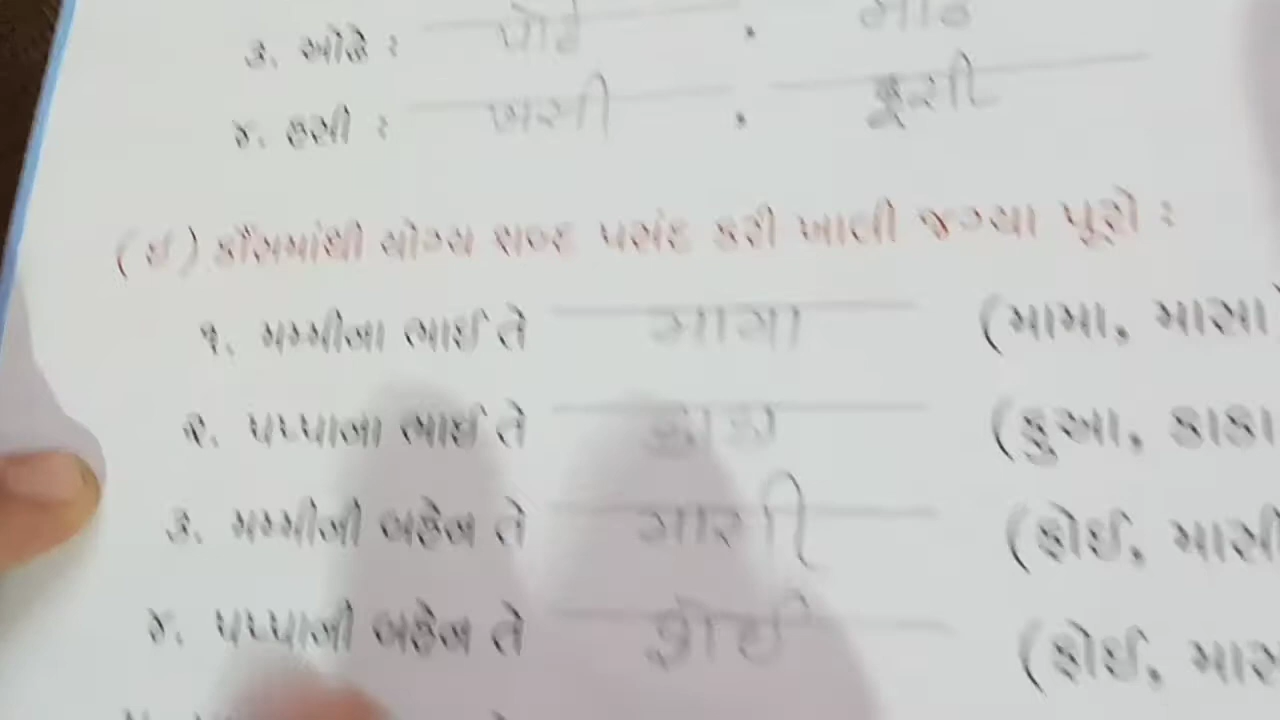 ૩. ઓઢે :
૪. હસી : ખસી
(ઈ) કૌંસમાંથી યોગ્ય શબ્દ પસંદ કરી ખાલી જગ્યા પૂરો :
૧. મમ્મીના ભાઈ તે મામા (મામા, માસા)
૨. પપ્પાના ભાઈ તે કાકા (ફુઆ, કાકા
૩. મમ્મીની બહેન તે માસી (ફોઈ, માસી
૪. પપ્પાની બહેન તે ફોઈ (ફોઈ,